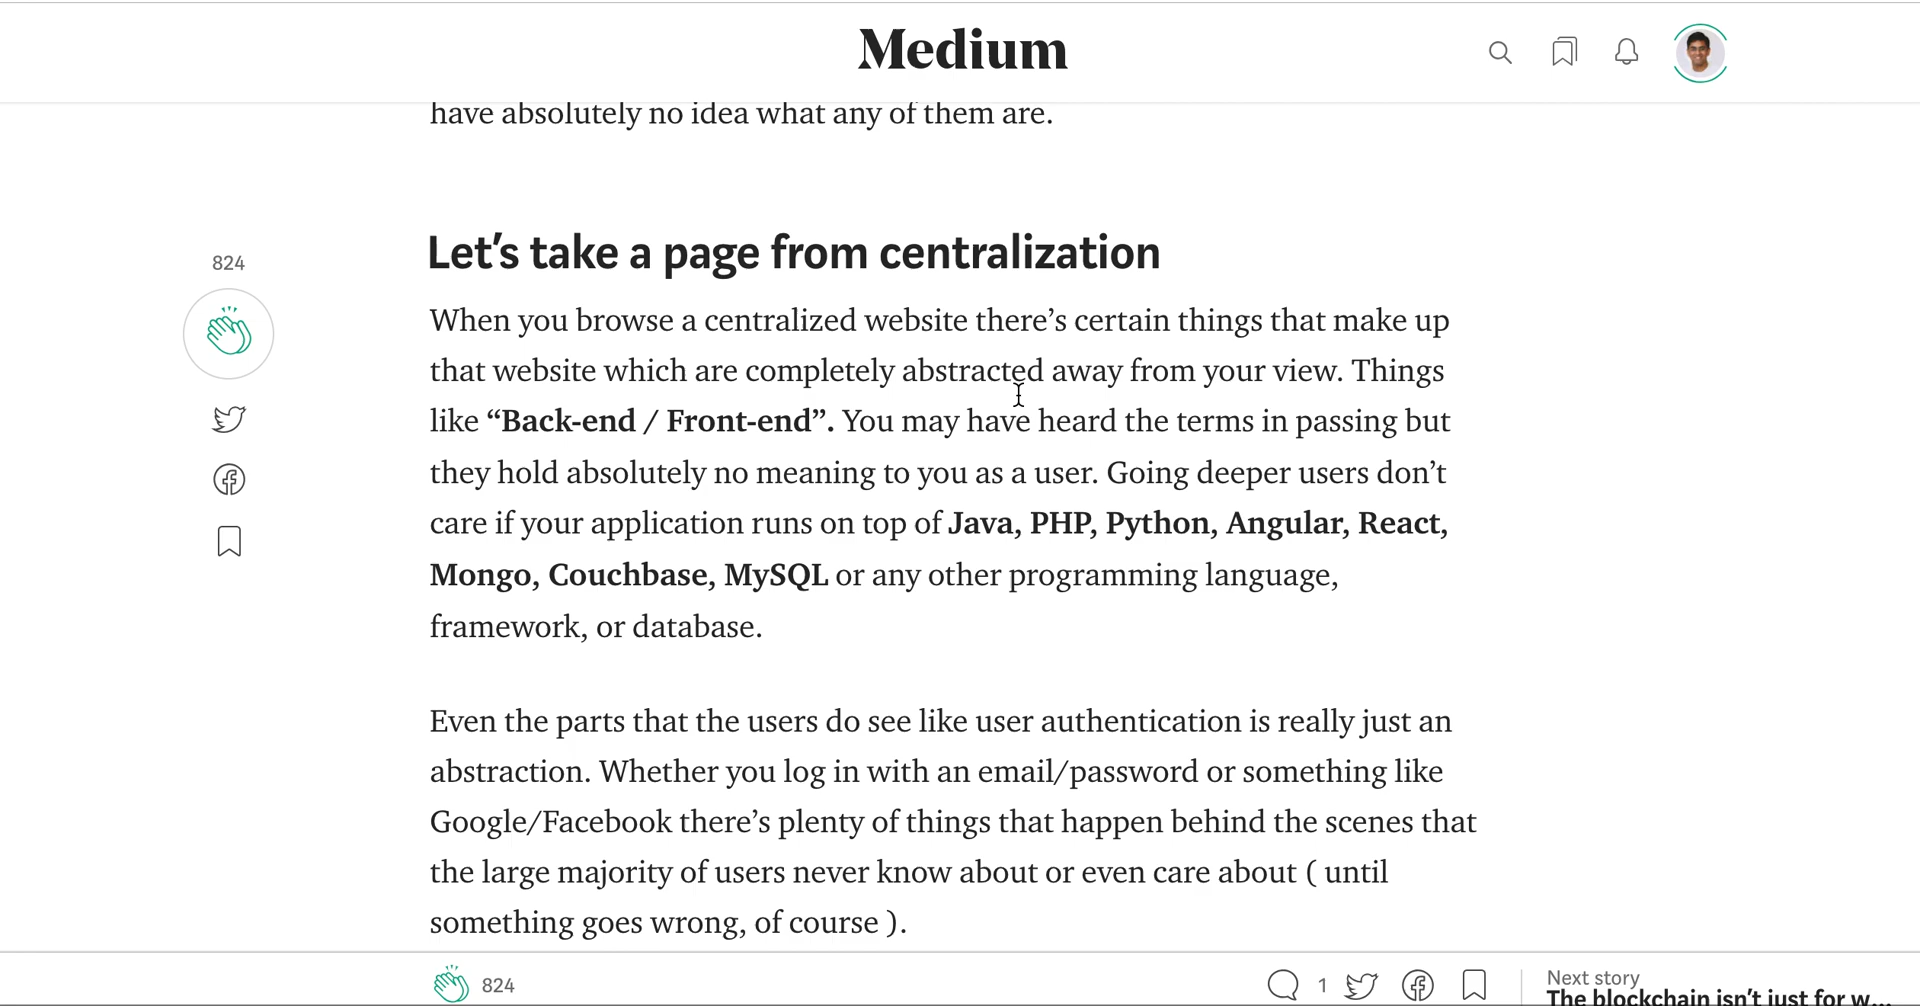 Medium
have absolutely no idea what any of them are.
Let’s take a page from centralization
824
When you browse a centralized website there’s certain things that make up
that website which are completely abstracted away from your view. Things
like “Back-end / Front-end”. You may have heard the terms in passing but
they hold absolutely no meaning to you as a user. Going deeper users don’t
care if your application runs on top of Java, PHP, Python, Angular, React,
Mongo, Couchbase, MySQL or any other programming language,
framework, or database.
Even the parts that the users do see like user authentication is really just an
abstraction. Whether you log in with an email/password or something like
Google/Facebook there’s plenty of things that happen behind the scenes that
the large majority of users never know about or even care about ( until
something goes wrong, of course ).
824
1
Next story
The blockchain isn’t just for w...